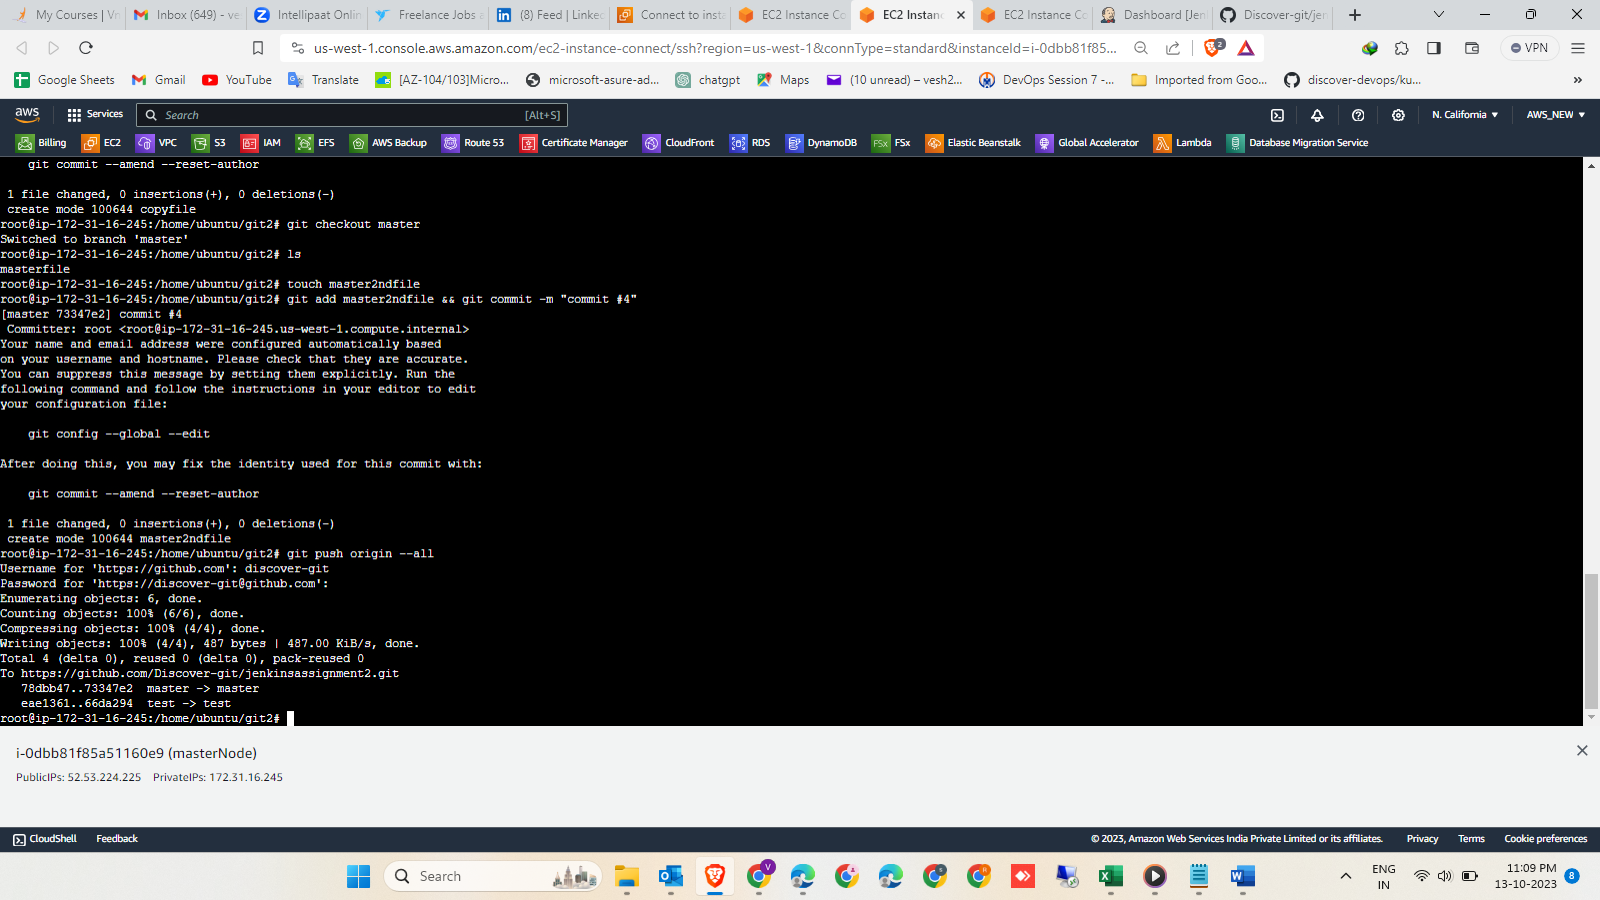 My Courses | Vn
Inbox (649) - ve
Intellipaat Onlin
Freelance Jobs a
(8) Feed | Linke
Connect to inst
EC2 Instance Co
EC2 Instanc
EC2 Instance Co
Dashboard [Jen
Discover-git/jen
us-west-1.console.aws.amazon.com/ec2-instance-connect/ssh?region=us-west-1&connType=standard&instanceId=i-0dbb81f85...
2
VPN
Google Sheets
Gmail
YouTube
Translate
[AZ-104/103]Micro...
microsoft-asure-ad...
chatgpt
Maps
(10 unread) – vesh2...
DevOps Session 7 -...
Imported from Goo...
discover-devops/ku...
»
aws
Services
Search
[Alt+S]
N. California
AWS_NEW
Billing
EC2
VPC
S3
IAM
EFS
AWS Backup
Route 53
Certificate Manager
CloudFront
RDS
DynamoDB
FSx
FSx
Elastic Beanstalk
Global Accelerator
Lambda
Database Migration Service
git commit --amend --reset-author
1 file changed, 0 insertions(+), 0 deletions(-)
create mode 100644 copyfile
root@ip-172-31-16-245:/home/ubuntu/git2# git checkout master
Switched to branch 'master'
root@ip-172-31-16-245:/home/ubuntu/git2# ls
masterfile
root@ip-172-31-16-245:/home/ubuntu/git2# touch master2ndfile
root@ip-172-31-16-245:/home/ubuntu/git2# git add master2ndfile && git commit -m "commit #4"
[master 73347e2] commit #4
Committer: root <root@ip-172-31-16-245.us-west-1.compute.internal>
Your name and email address were configured automatically based
on your username and hostname. Please check that they are accurate.
You can suppress this message by setting them explicitly. Run the
following command and follow the instructions in your editor to edit
your configuration file:
git config --global --edit
After doing this, you may fix the identity used for this commit with:
git commit --amend --reset-author
1 file changed, 0 insertions(+), 0 deletions(-)
create mode 100644 master2ndfile
root@ip-172-31-16-245:/home/ubuntu/git2# git push origin --all
Username for 'https://github.com': discover-git
Password for 'https://discover-git@github.com':
Enumerating objects: 6, done.
Counting objects: 100% (6/6), done.
Compressing objects: 100% (4/4), done.
Writing objects: 100% (4/4), 487 bytes | 487.00 KiB/s, done.
Total 4 (delta 0), reused 0 (delta 0), pack-reused 0
To https://github.com/Discover-git/jenkinsassignment2.git
78dbb47..73347e2  master -> master
eae1361..66da294  test -> test
root@ip-172-31-16-245:/home/ubuntu/git2#
i-0dbb81f85a51160e9 (masterNode)
PublicIPs: 52.53.224.225 PrivateIPs: 172.31.16.245
CloudShell
Feedback
© 2023, Amazon Web Services India Private Limited or its affiliates.
Privacy
Terms
Cookie preferences
Search
V
ENG
IN
11:09 PM
13-10-2023
8